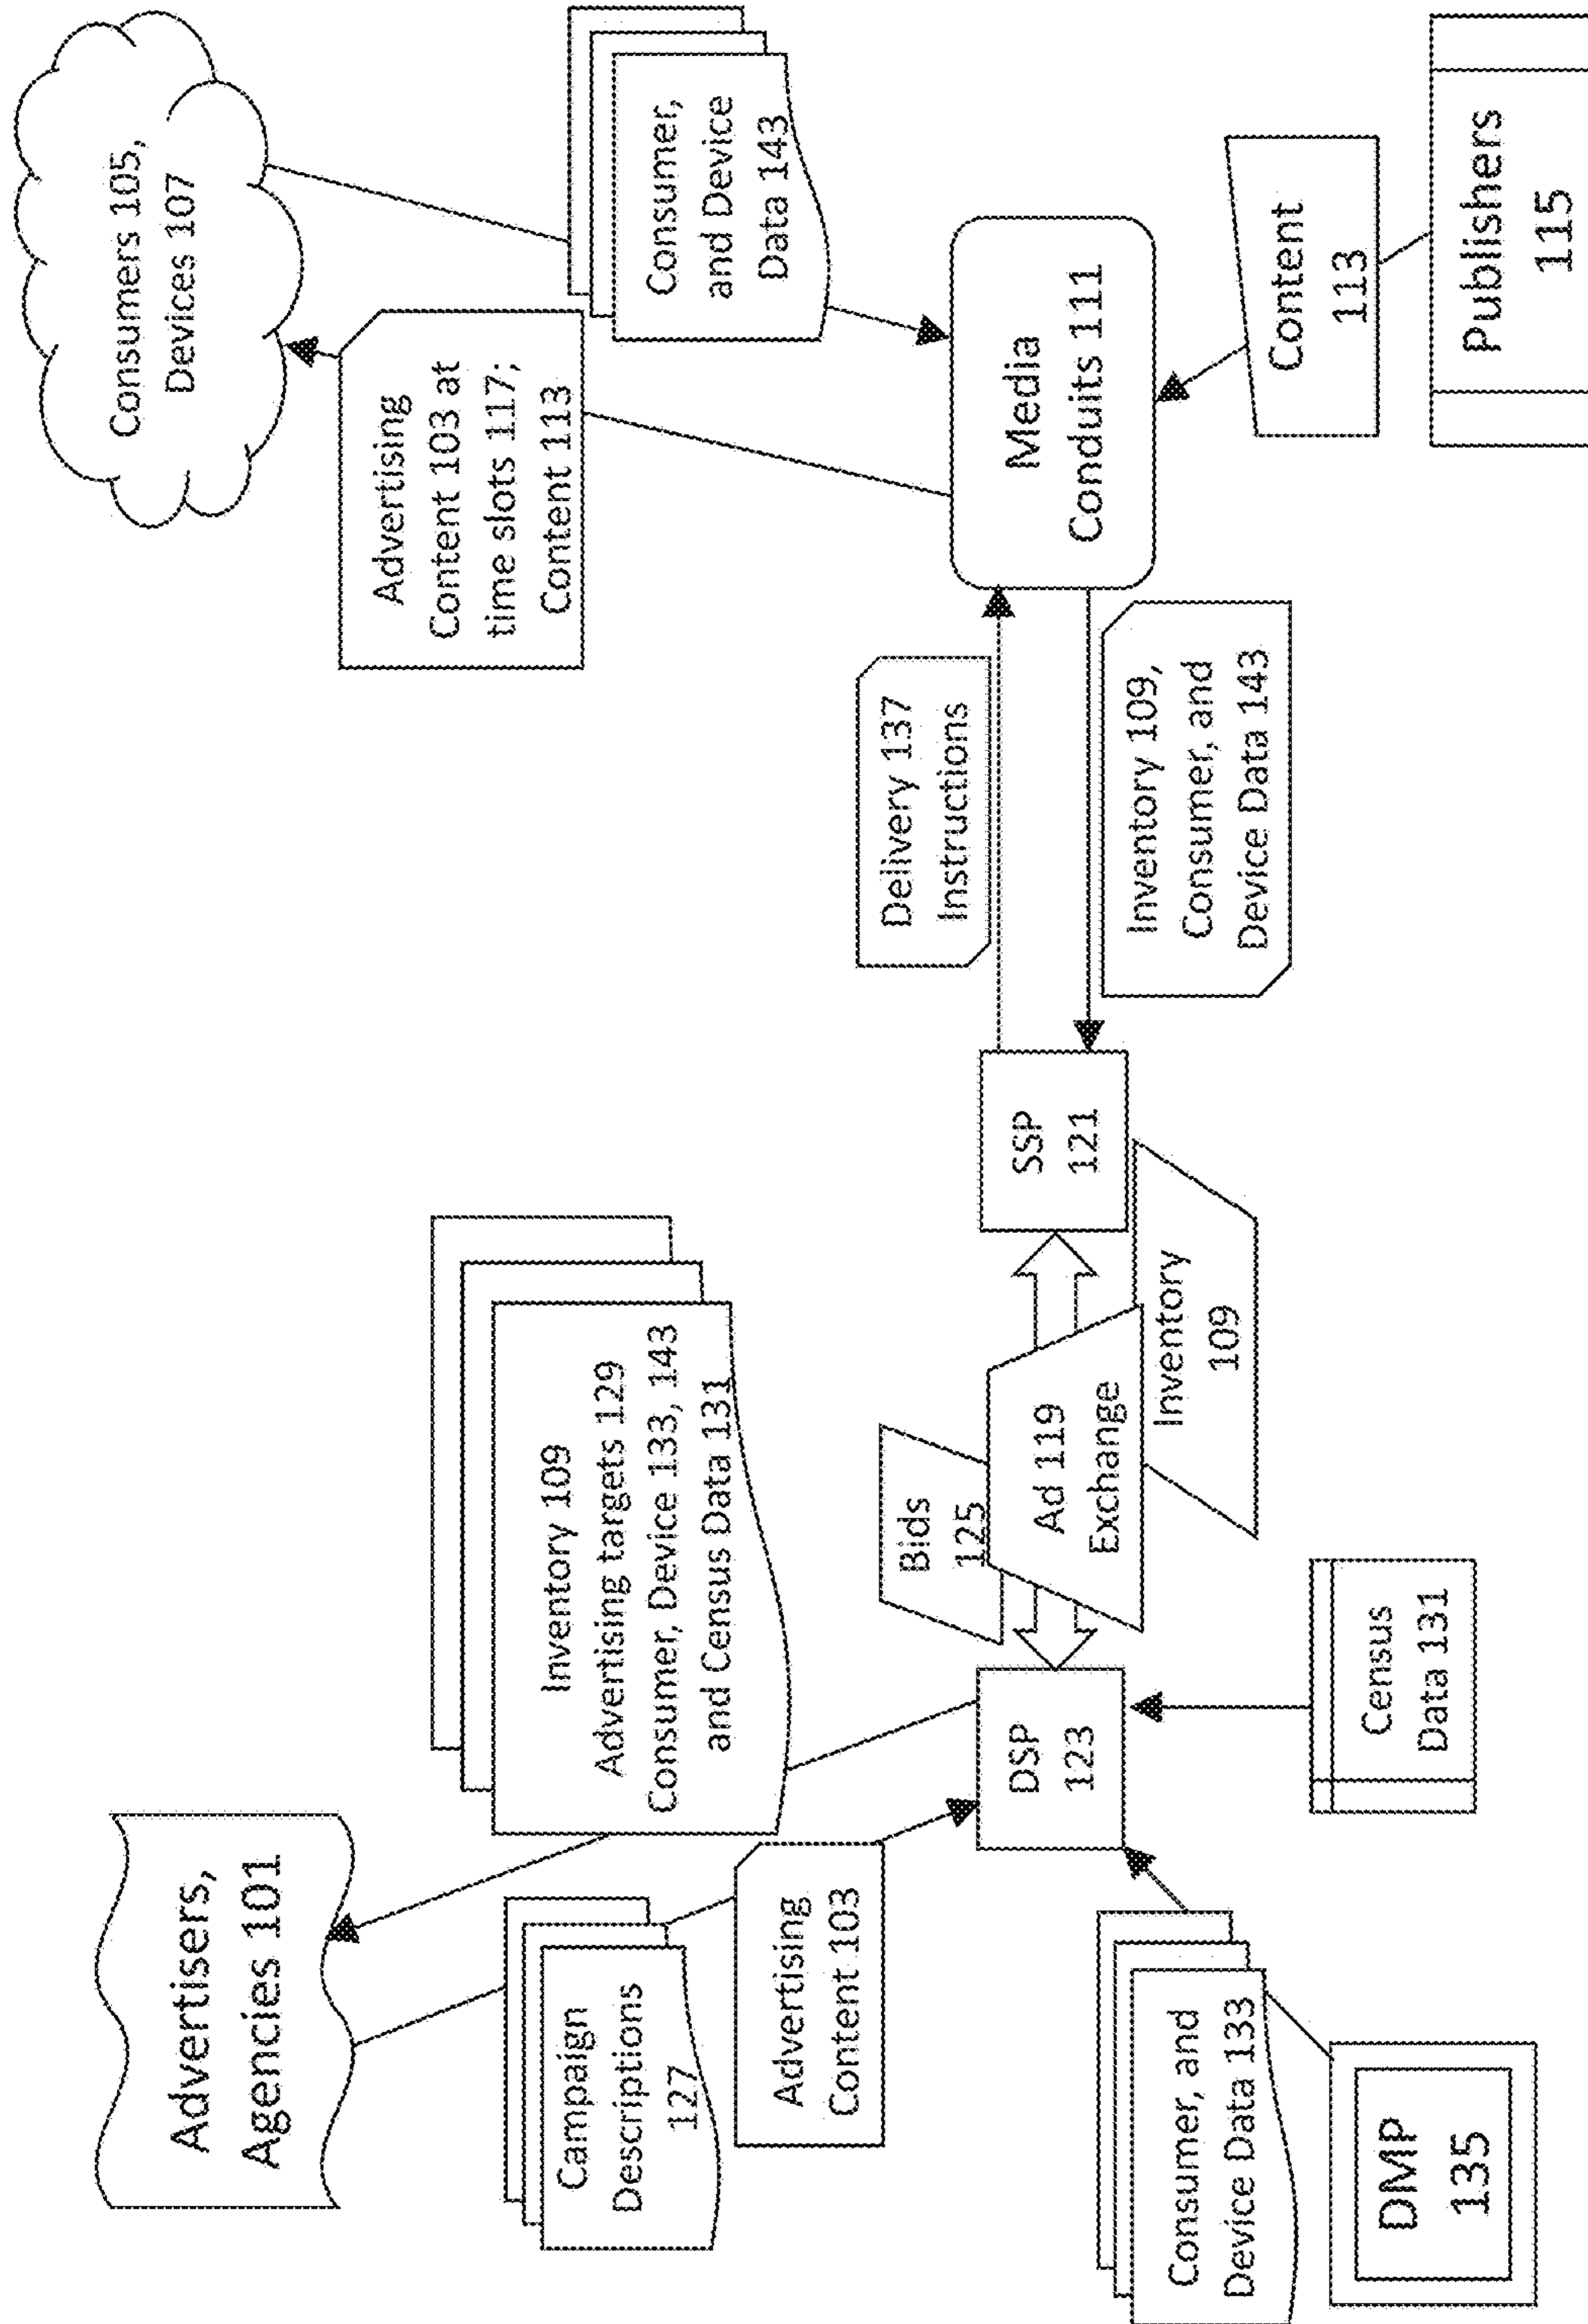 Advertisers,
Agencies 101
Campaign
Descriptions
127
Advertising
Content 103
Inventory 109
Advertising targets 129
Consumer, Device 133, 143
and Census Data 131
Consumers 105,
Devices 107
Advertising
Content 103 at
time slots 117;
Content 113
Consumer,
and Device
Data 143
Bids
125
Ad 119
Exchange
Inventory
109
DSP
123
SSP
121
Delivery 137
Instructions
Inventory 109,
Consumer, and
Device Data 143
Media
Conduits 111
Consumer, and
Device Data 133
DMP
135
Census
Data 131
Content
113
Publishers
115